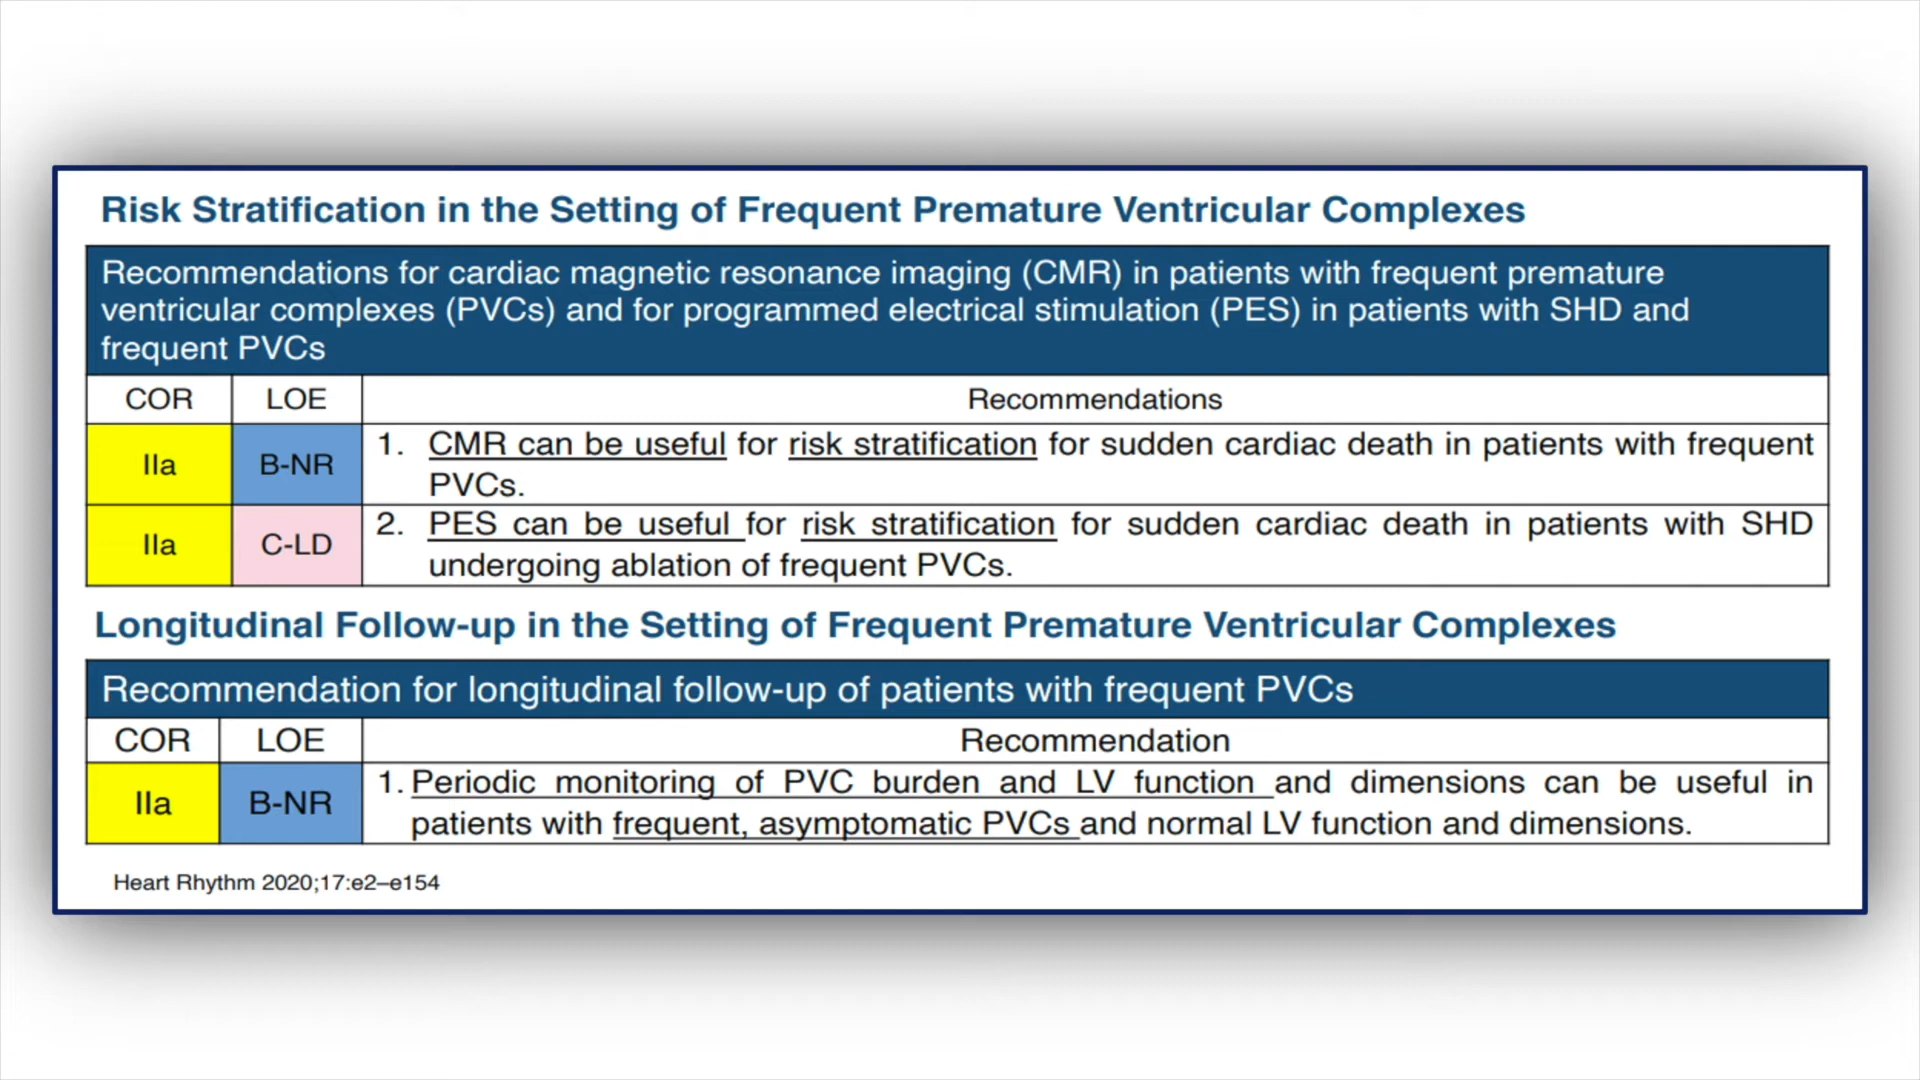 Risk Stratification in the Setting of Frequent Premature Ventricular Complexes
Recommendations for cardiac magnetic resonance imaging (CMR) in patients with frequent premature
ventricular complexes (PVCs) and for programmed electrical stimulation (PES) in patients with SHD and
frequent PVCs
COR LOE Recommendations
IIa B-NR 1. CMR can be useful for risk stratification for sudden cardiac death in patients with frequent
PVCs.
IIa C-LD 2. PES can be useful for risk stratification for sudden cardiac death in patients with SHD
undergoing ablation of frequent PVCs.
Longitudinal Follow-up in the Setting of Frequent Premature Ventricular Complexes
Recommendation for longitudinal follow-up of patients with frequent PVCs
COR LOE Recommendation
IIa B-NR 1. Periodic monitoring of PVC burden and LV function and dimensions can be useful in
patients with frequent, asymptomatic PVCs and normal LV function and dimensions.
Heart Rhythm 2020;17:e2–e154